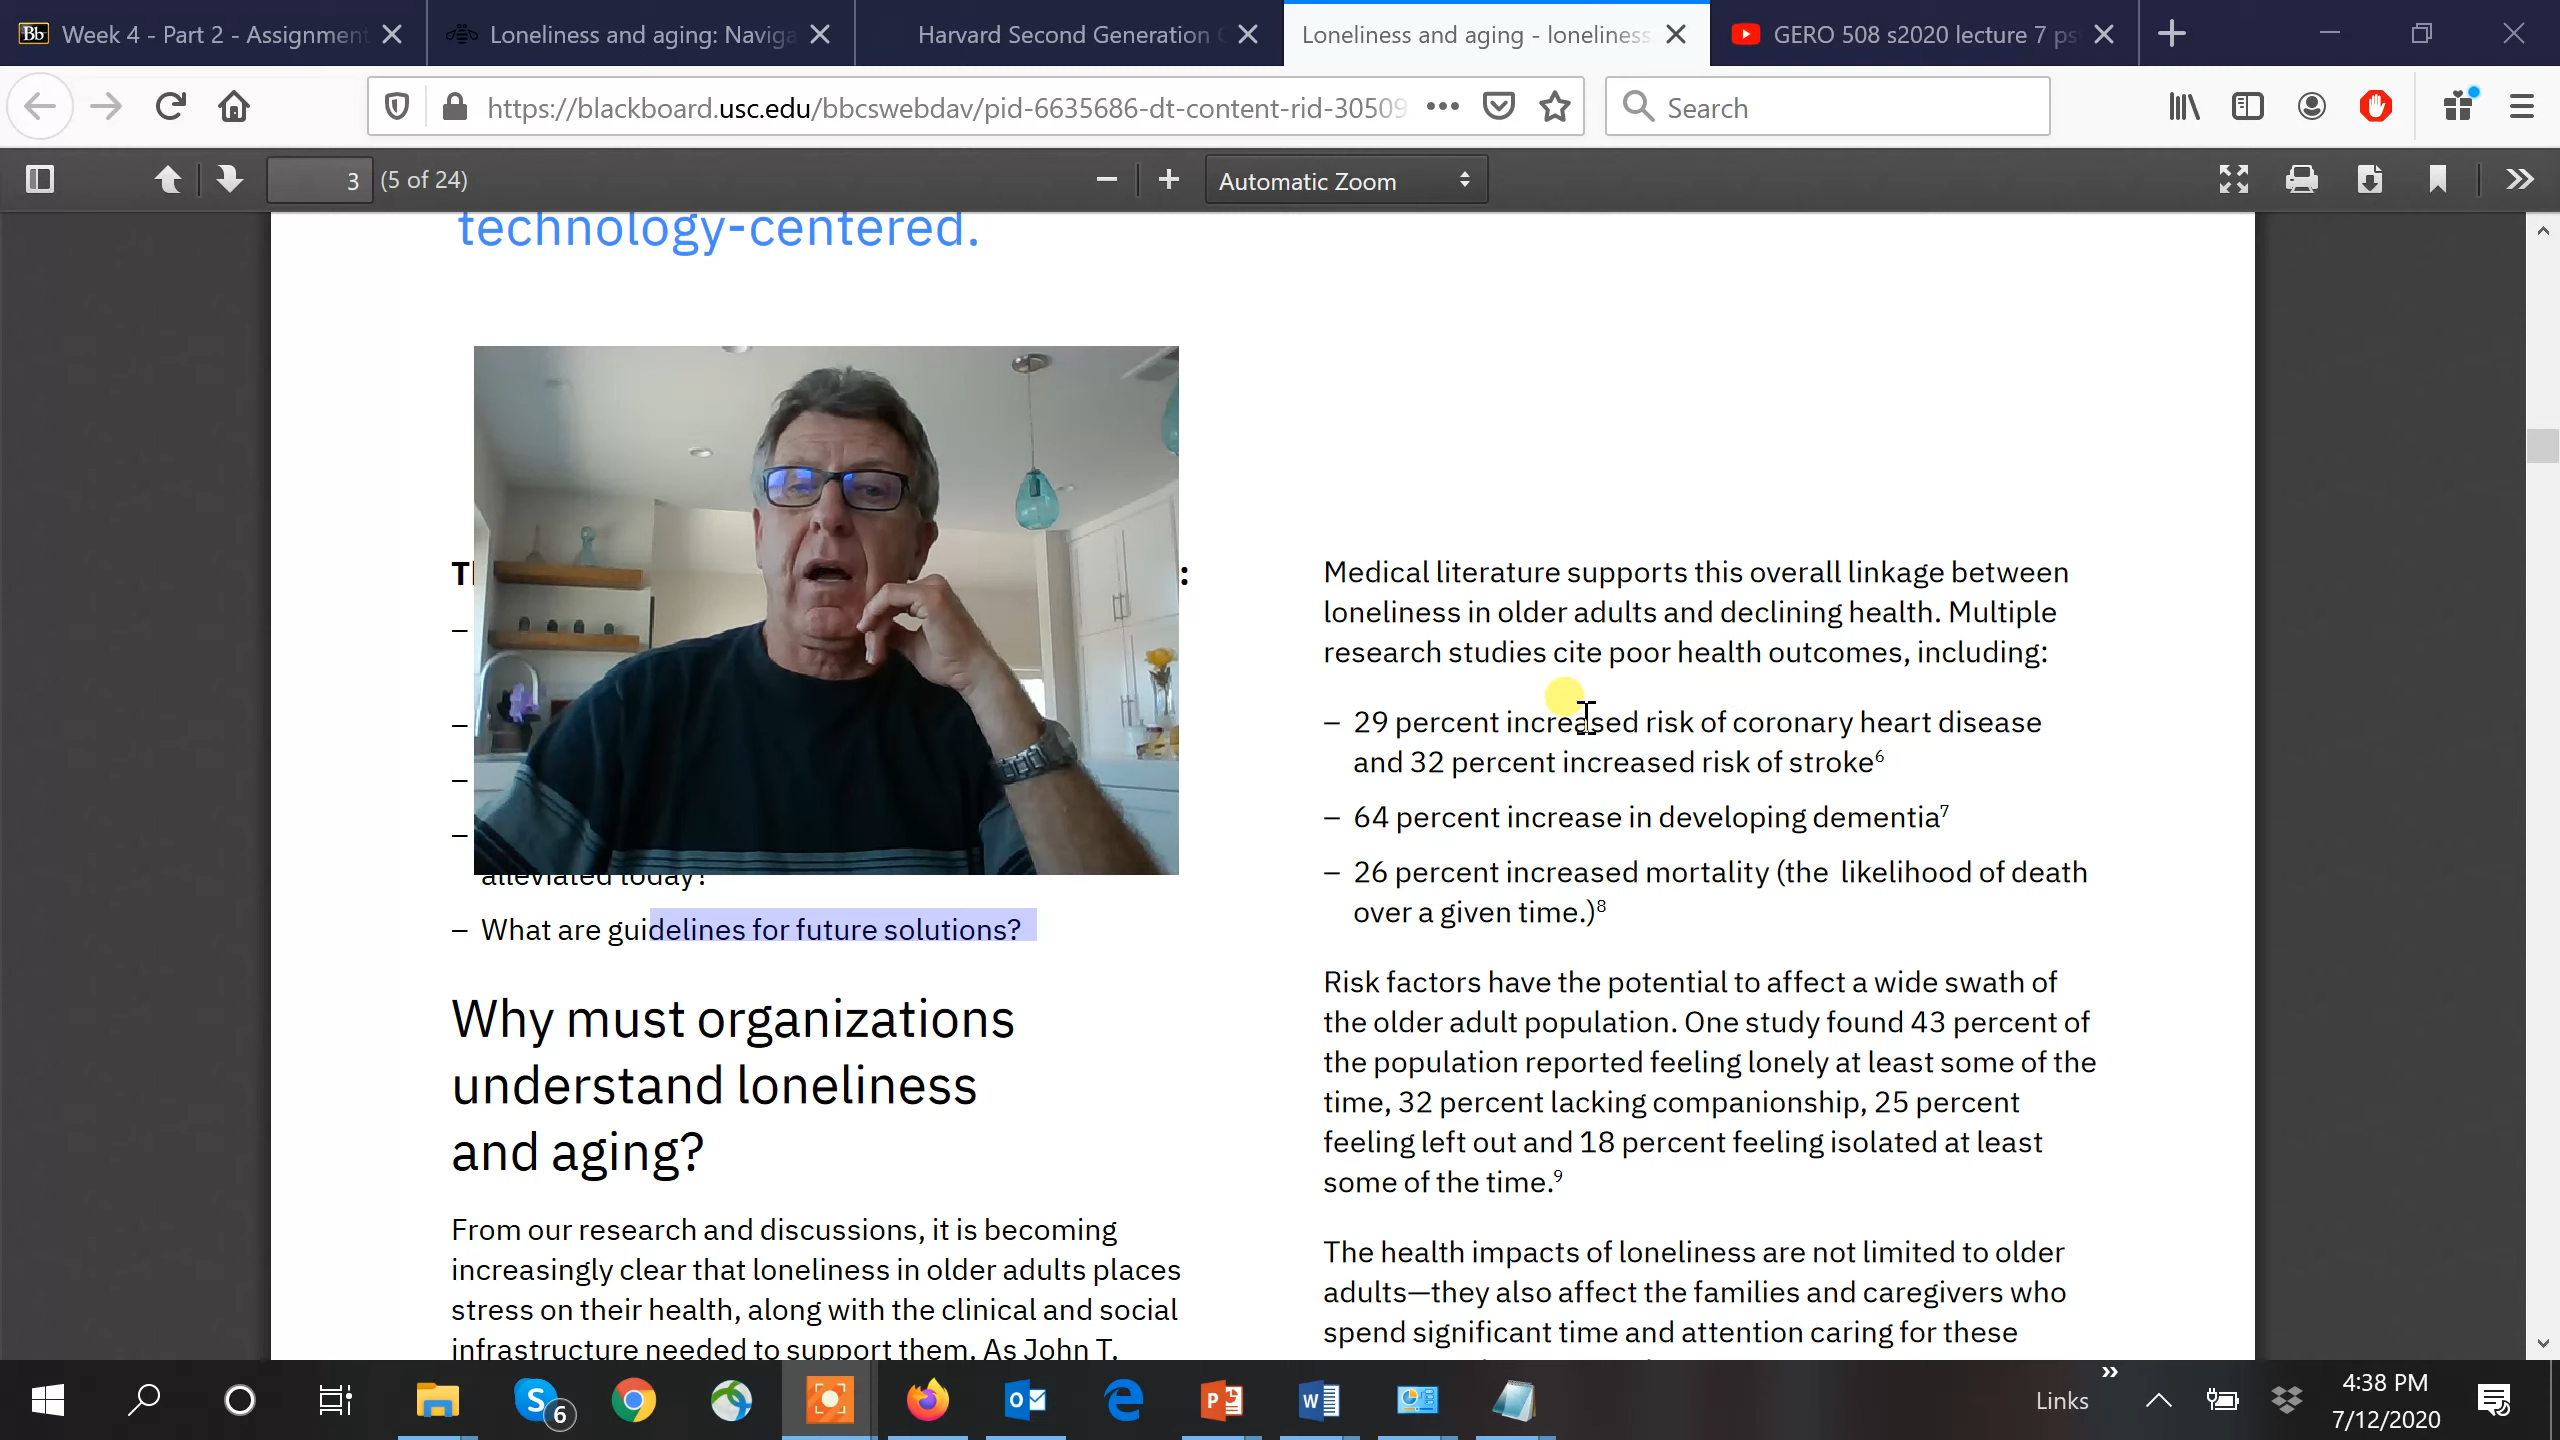 Week 4 - Part 2 - Assignment
Loneliness and aging: Naviga
Harvard Second Generation
Loneliness and aging - loneliness
GERO 508 s2020 lecture 7 ps
https://blackboard.usc.edu/bbcswebdav/pid-6635686-dt-content-rid-30509
Search
3 (5 of 24)
Automatic Zoom
technology-centered.
alleviated today?
– What are guidelines for future solutions?
Why must organizations
understand loneliness
and aging?
From our research and discussions, it is becoming
increasingly clear that loneliness in older adults places
stress on their health, along with the clinical and social
infrastructure needed to support them. As John T.
Medical literature supports this overall linkage between
loneliness in older adults and declining health. Multiple
research studies cite poor health outcomes, including:
– 29 percent increased risk of coronary heart disease
and 32 percent increased risk of stroke⁶
– 64 percent increase in developing dementia⁷
– 26 percent increased mortality (the likelihood of death
over a given time.)⁸
Risk factors have the potential to affect a wide swath of
the older adult population. One study found 43 percent of
the population reported feeling lonely at least some of the
time, 32 percent lacking companionship, 25 percent
feeling left out and 18 percent feeling isolated at least
some of the time.⁹
The health impacts of loneliness are not limited to older
adults—they also affect the families and caregivers who
spend significant time and attention caring for these
6
Links
4:38 PM
7/12/2020